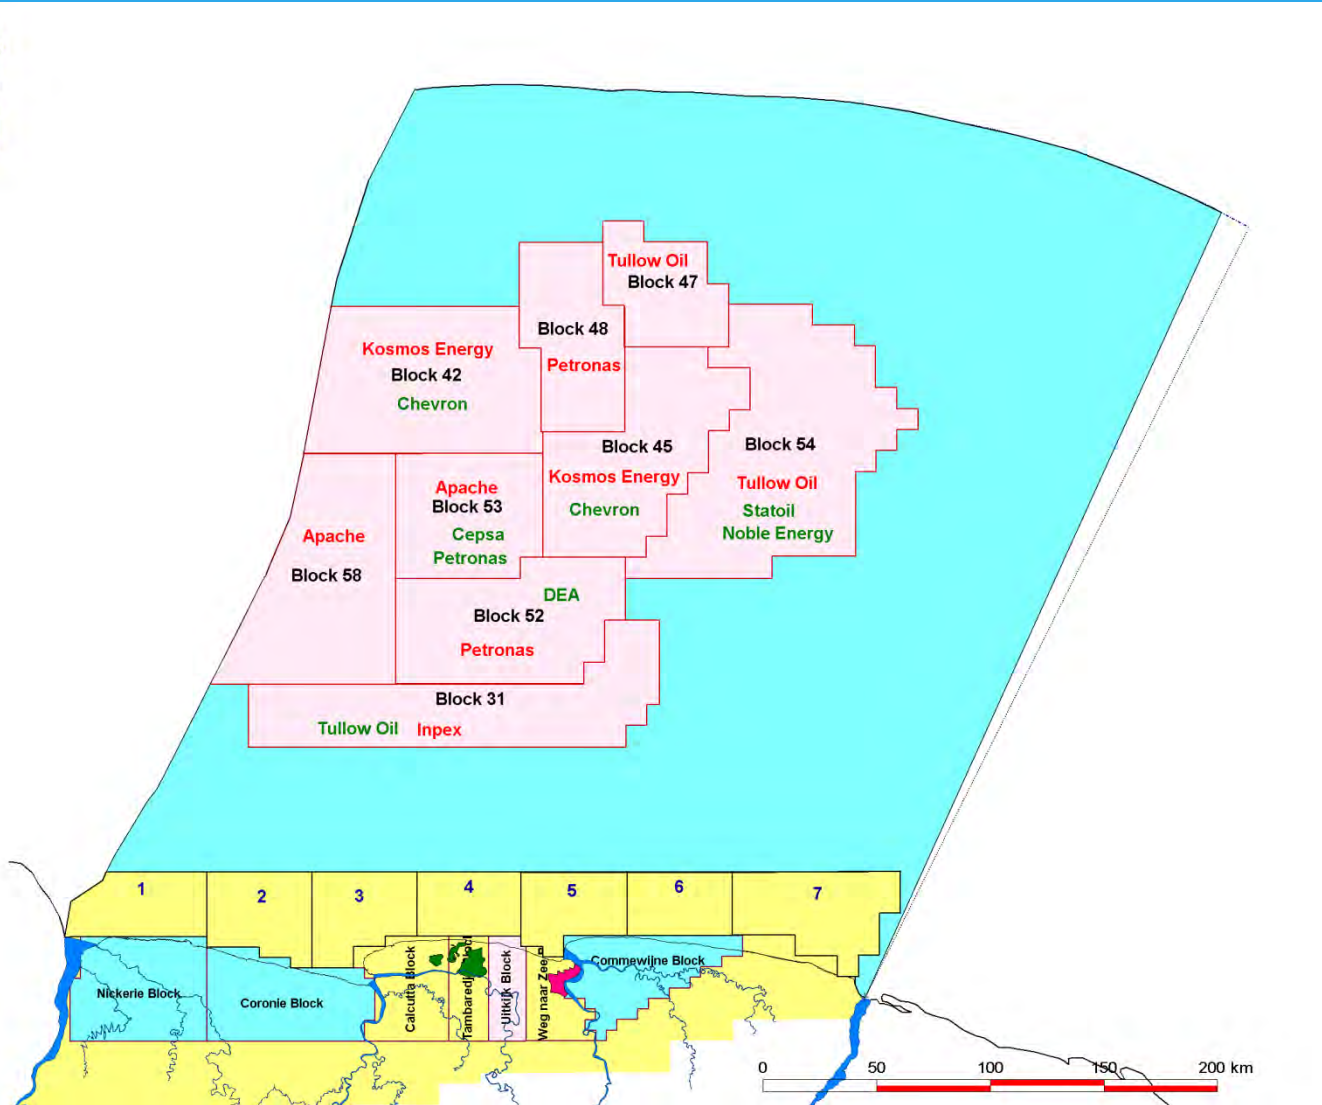 Tullow Oil
Block 47
Block 48
Petronas
Kosmos Energy
Block 42
Chevron
Block 45
Kosmos Energy
Chevron
Block 54
Tullow Oil
Statoil
Noble Energy
Apache
Block 53
Cepsa
Petronas
Apache
Block 58
DEA
Block 52
Petronas
Block 31
Tullow Oil Inpex
1
2
3
4
5
6
7
Nickerie Block
Coronie Block
Calcutta Block
Uitkijk Block
Weg naar Zee
Commewijne Block
0 50 100 150 200 km